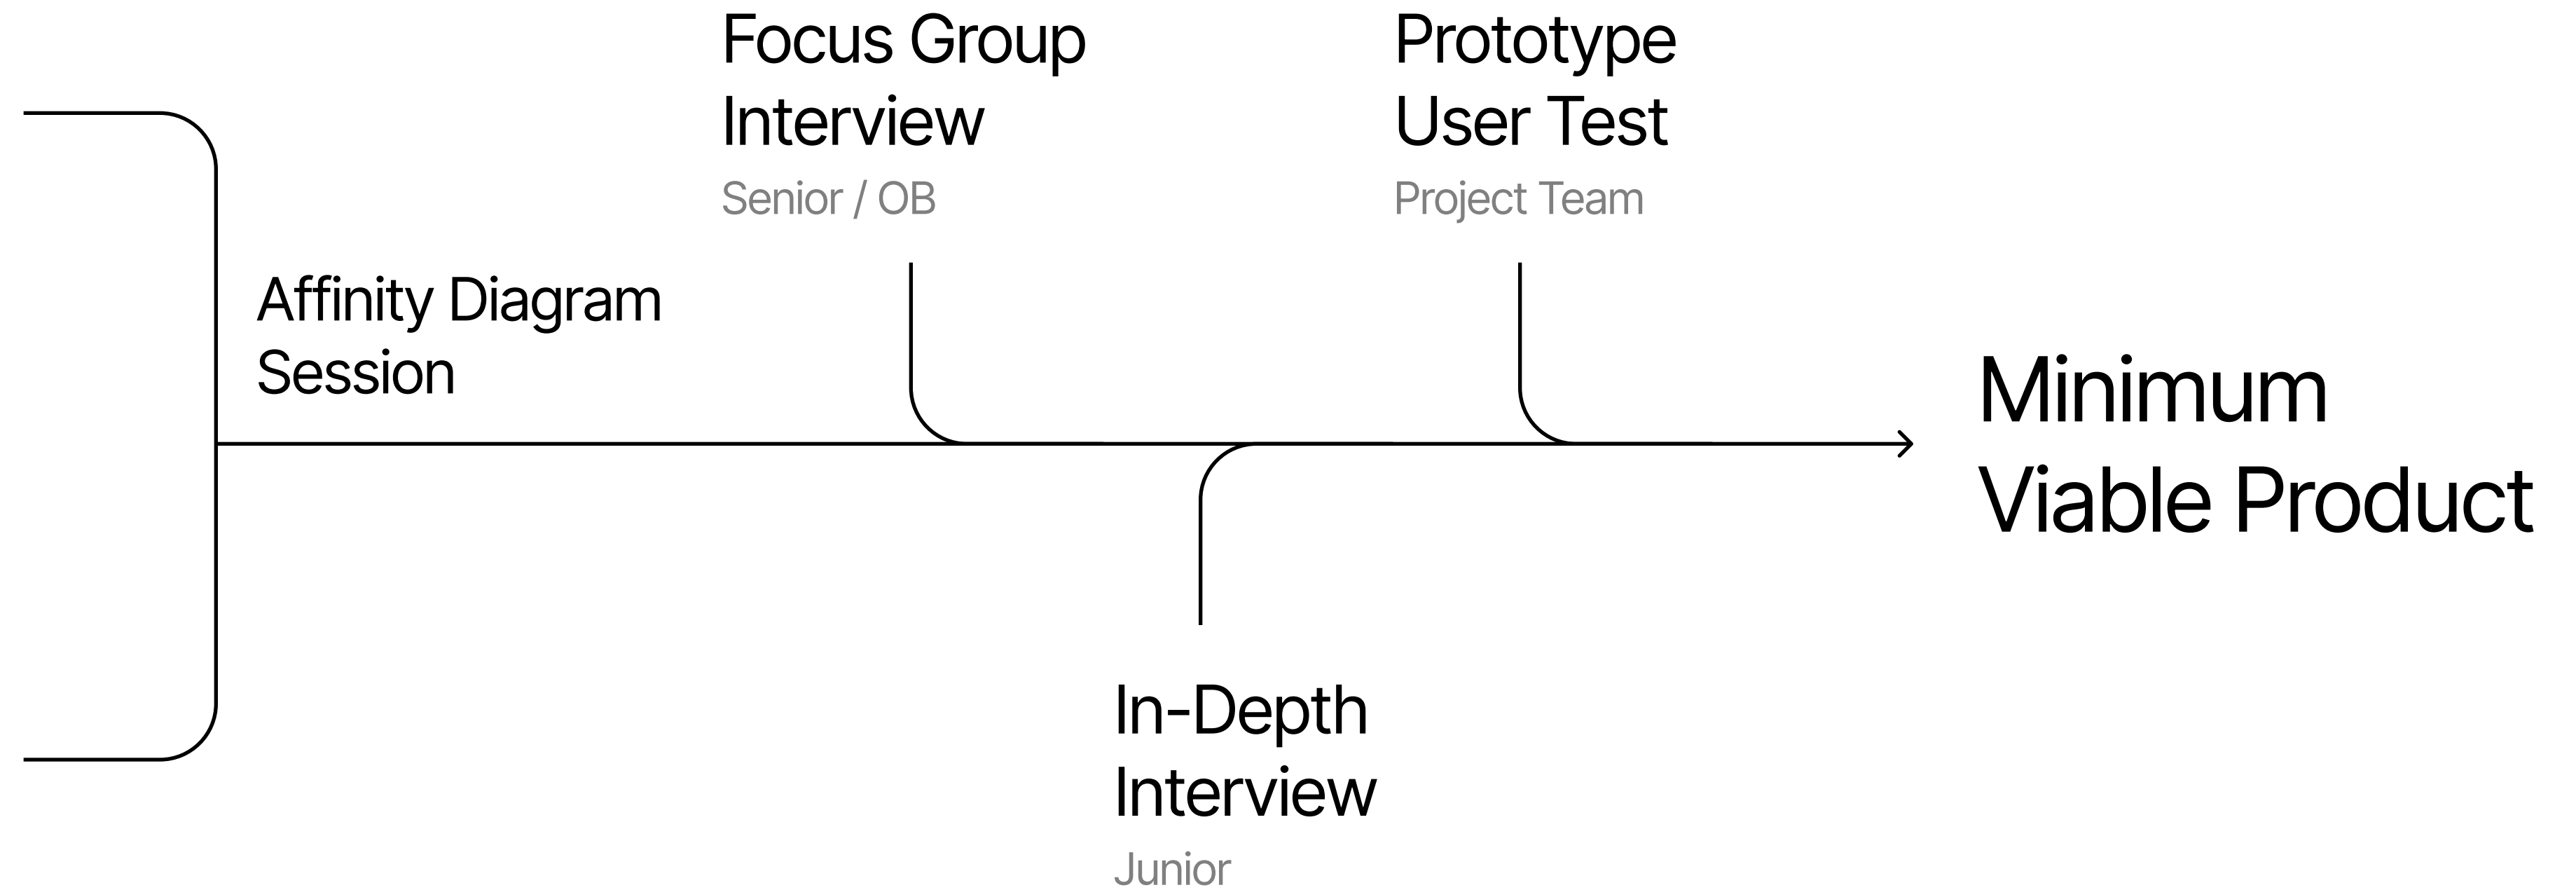 Focus Group
Interview
Senior / OB
Prototype
User Test
Project Team
Affinity Diagram
Session
Minimum
Viable Product
In-Depth
Interview
Junior